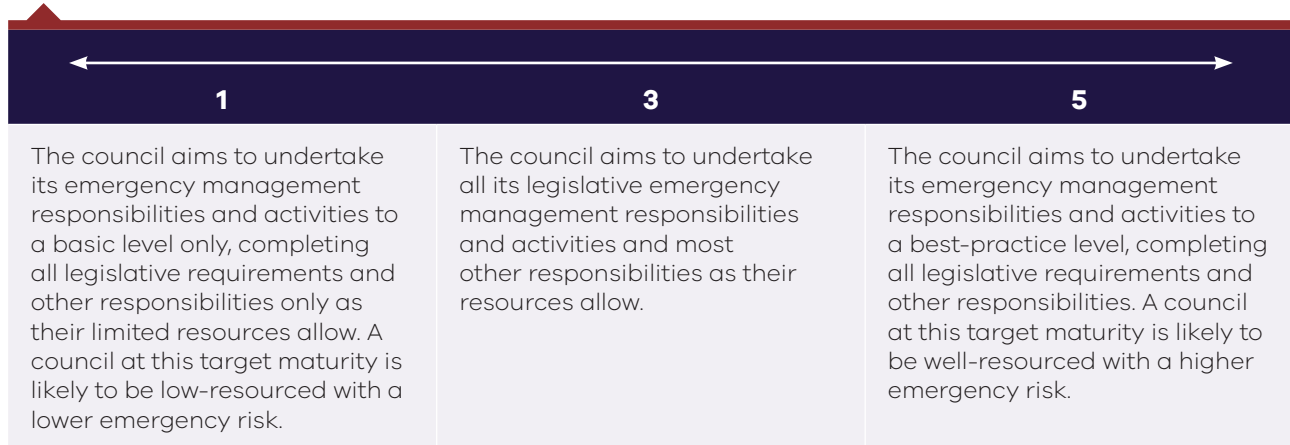 1
3
5
The council aims to undertake
its emergency management
responsibilities and activities to
a basic level only, completing
all legislative requirements and
other responsibilities only as
their limited resources allow. A
council at this target maturity is
likely to be low-resourced with a
lower emergency risk.
The council aims to undertake
all its legislative emergency
management responsibilities
and activities and most
other responsibilities as their
resources allow.
The council aims to undertake
its emergency management
responsibilities and activities to
a best-practice level, completing
all legislative requirements and
other responsibilities. A council
at this target maturity is likely to
be well-resourced with a higher
emergency risk.